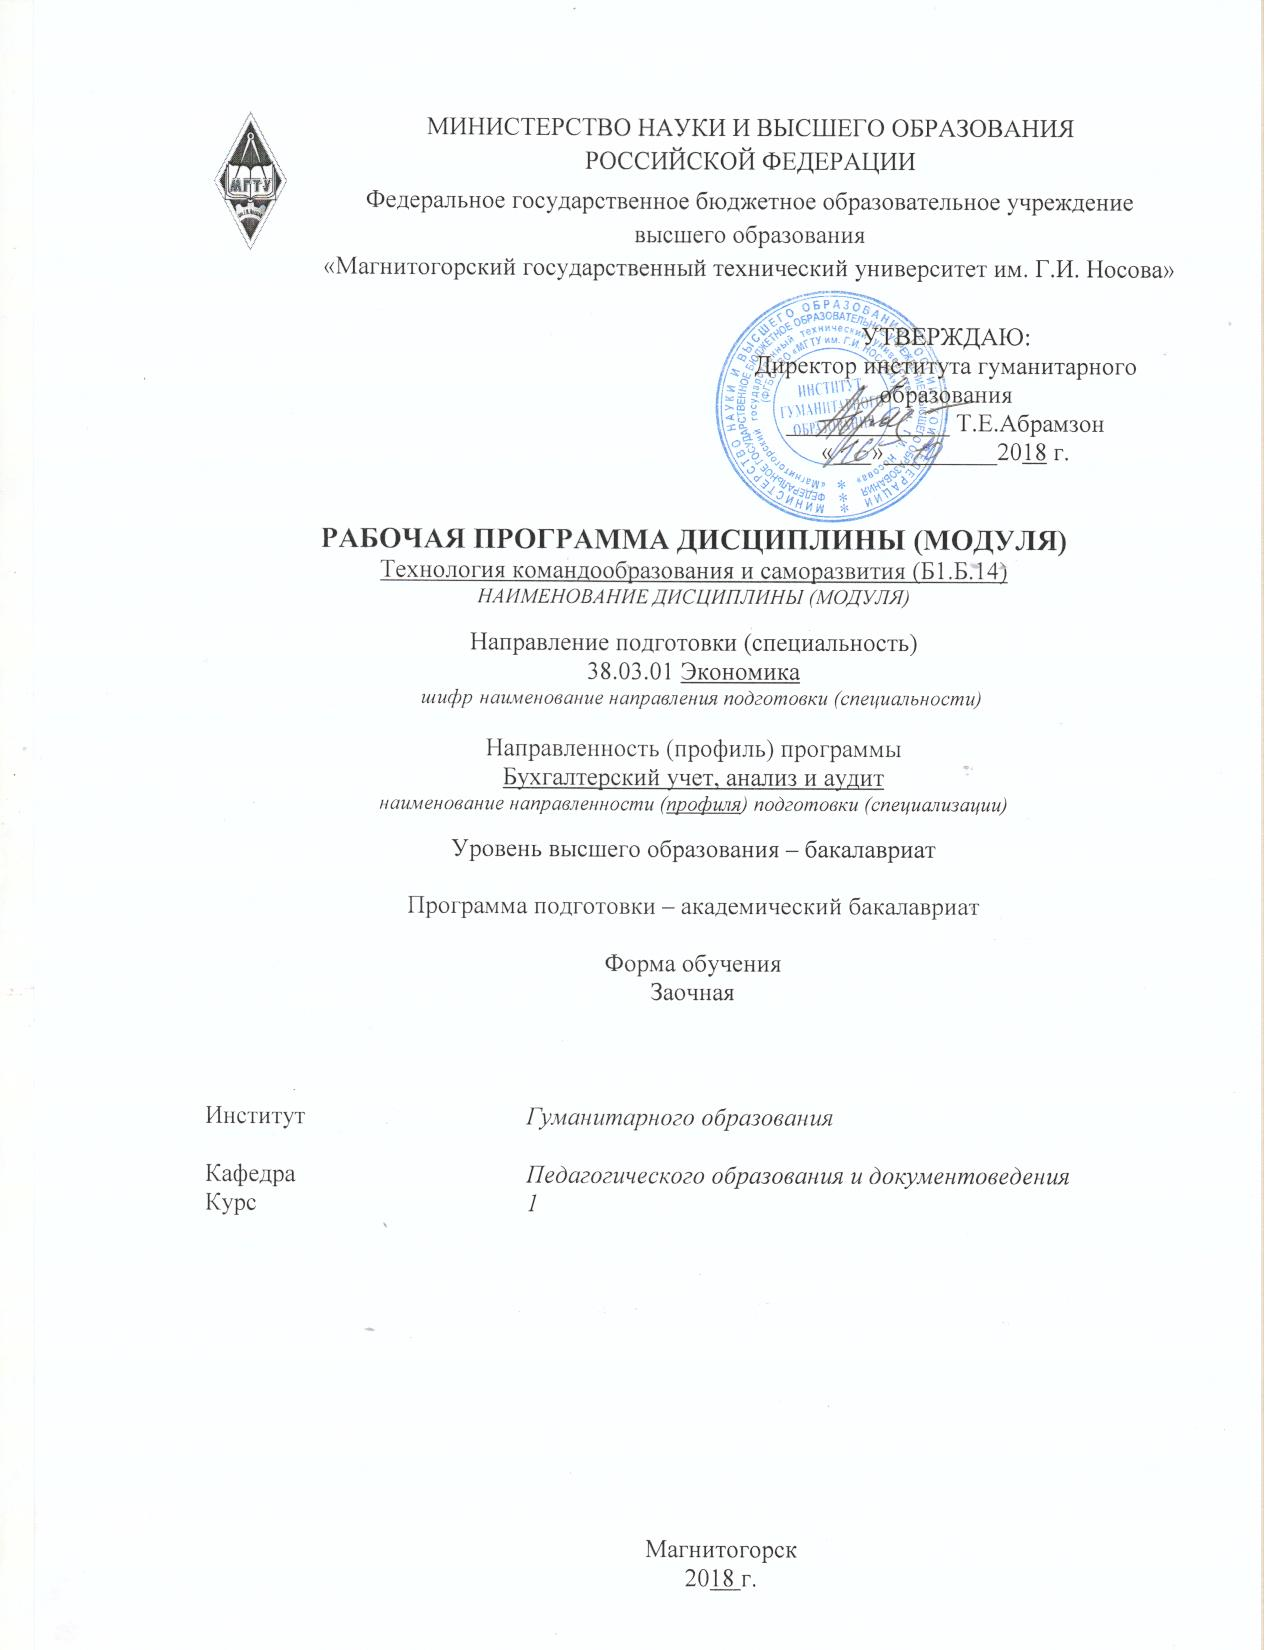 МИНИСТЕРСТВО НАУКИ И ВЫСШЕГО ОБРАЗОВАНИЯ
РОССИЙСКОЙ ФЕДЕРАЦИИ
Федеральное государственное бюджетное образовательное учреждение
высшего образования
«Магнитогорский государственный технический университет им. Г.И. Носова»
МГТУ
УТВЕРЖДАЮ:
Директор института гуманитарного
образования
Т.Е.Абрамзон
2018 г.
ИНСТИТУТ
ГУМАНИТАРНОГО
ОБРАЗОВАНИЯ
РАБОЧАЯ ПРОГРАММА ДИСЦИПЛИНЫ (МОДУЛЯ)
Технология командообразования и саморазвития (Б1.Б.14)
НАИМЕНОВАНИЕ ДИСЦИПЛИНЫ (МОДУЛЯ)
Направление подготовки (специальность)
38.03.01 Экономика
шифр наименование направления подготовки (специальности)
Направленность (профиль) программы
Бухгалтерский учет, анализ и аудит
наименование направленности (профиля) подготовки (специализации)
Уровень высшего образования – бакалавриат
Программа подготовки – академический бакалавриат
Форма обучения
Заочная
Институт Гуманитарного образования
Кафедра Педагогического образования и документоведения
Курс 1
Магнитогорск
2018 г.